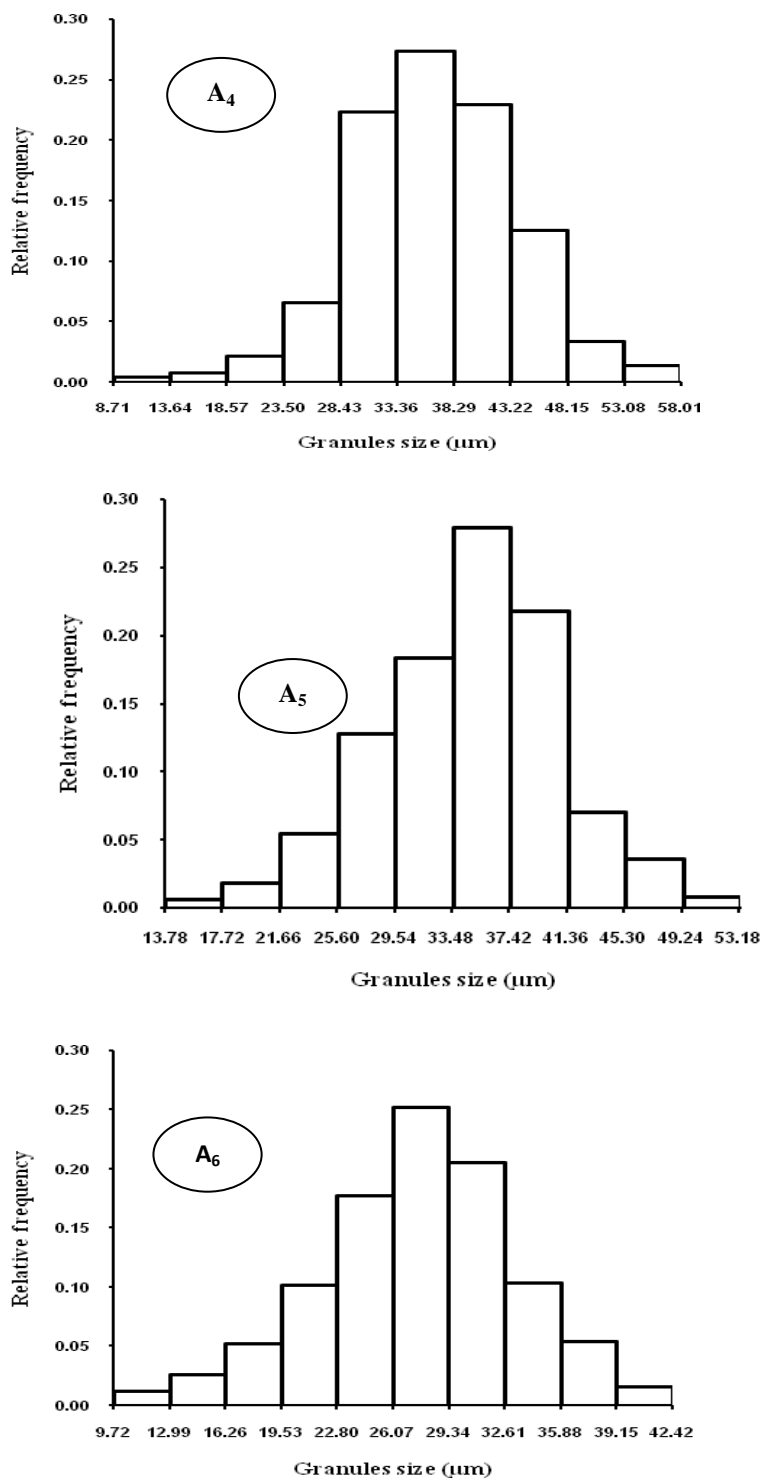 0.30
0.25
0.20
0.15
0.10
0.05
0.00
Relative frequency
A4
8.71 13.64 18.57 23.50 28.43 33.36 38.29 43.22 48.15 53.08 58.01
Granules size (µm)
0.30
0.25
0.20
0.15
0.10
0.05
0.00
Relative frequency
A5
13.78 17.72 21.66 25.60 29.54 33.48 37.42 41.36 45.30 49.24 53.18
Granules size (µm)
0.30
0.25
0.20
0.15
0.10
0.05
0.00
Relative frequency
A6
9.72 12.99 16.26 19.53 22.80 26.07 29.34 32.61 35.88 39.15 42.42
Granules size (µm)